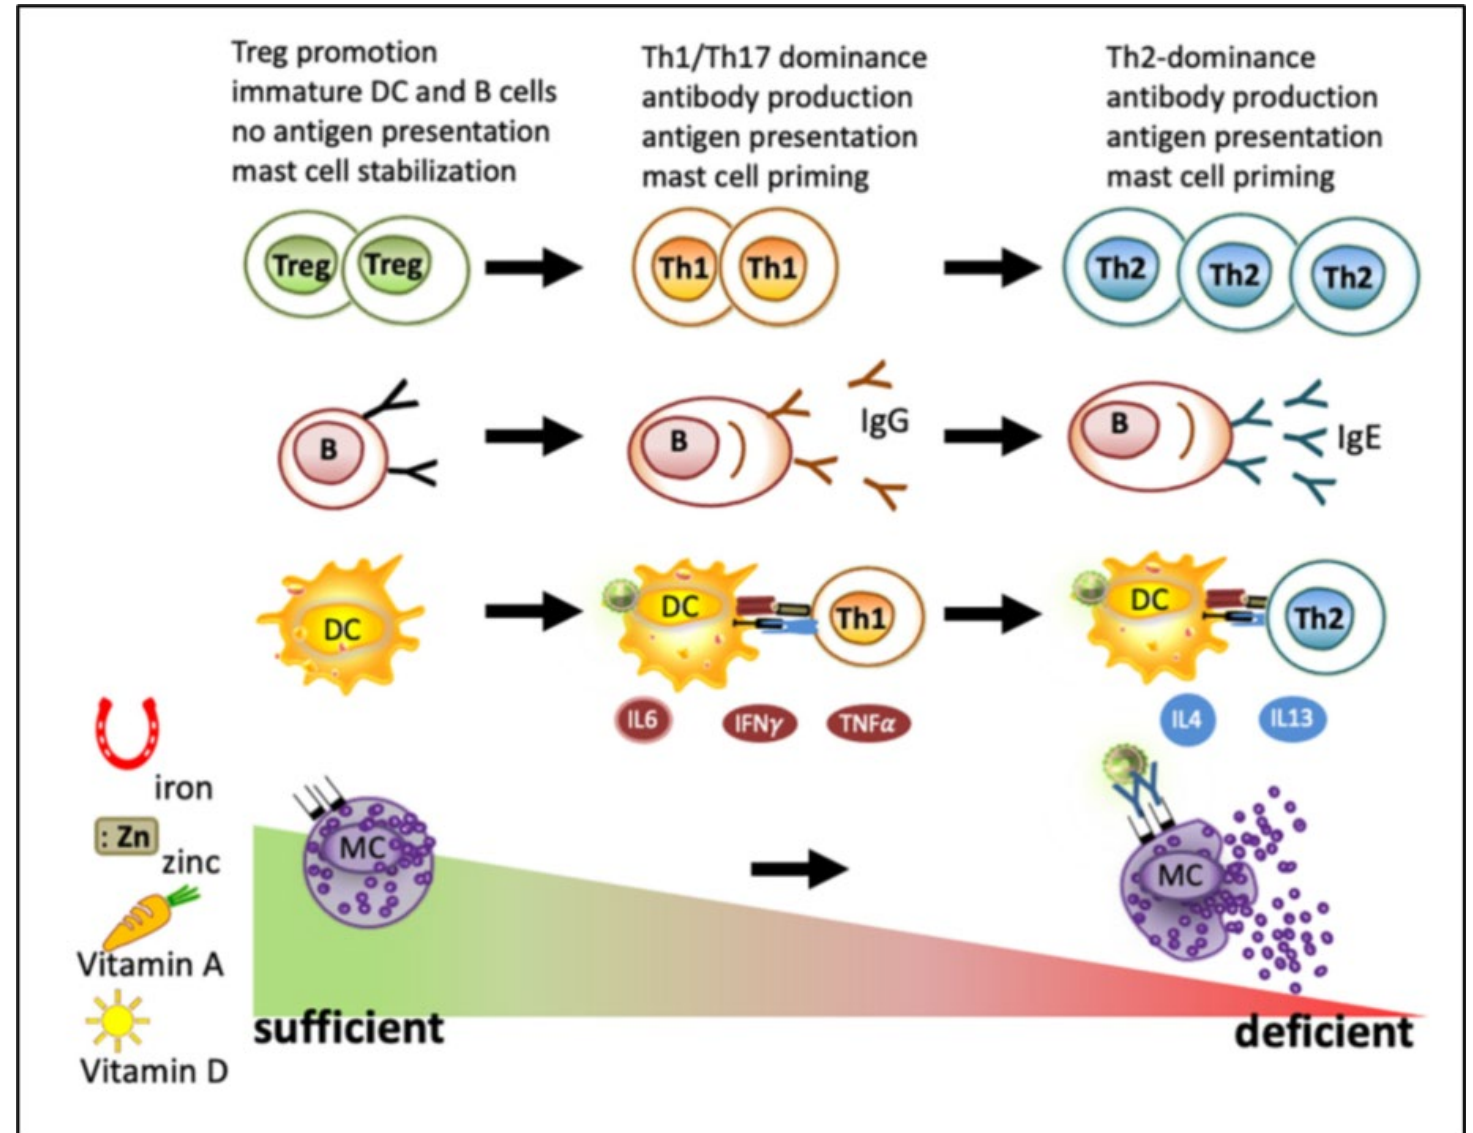 Treg promotion
immature DC and B cells
no antigen presentation
mast cell stabilization
Th1/Th17 dominance
antibody production
antigen presentation
mast cell priming
Th2-dominance
antibody production
antigen presentation
mast cell priming
Treg Treg
Th1 Th1
Th2 Th2 Th2
B
B
IgG
B
IgE
DC
DC
Th1
DC
Th2
IL6
IFNγ
TNFα
IL4
IL13
iron
: Zn
zinc
Vitamin A
Vitamin D
MC
MC
sufficient
deficient